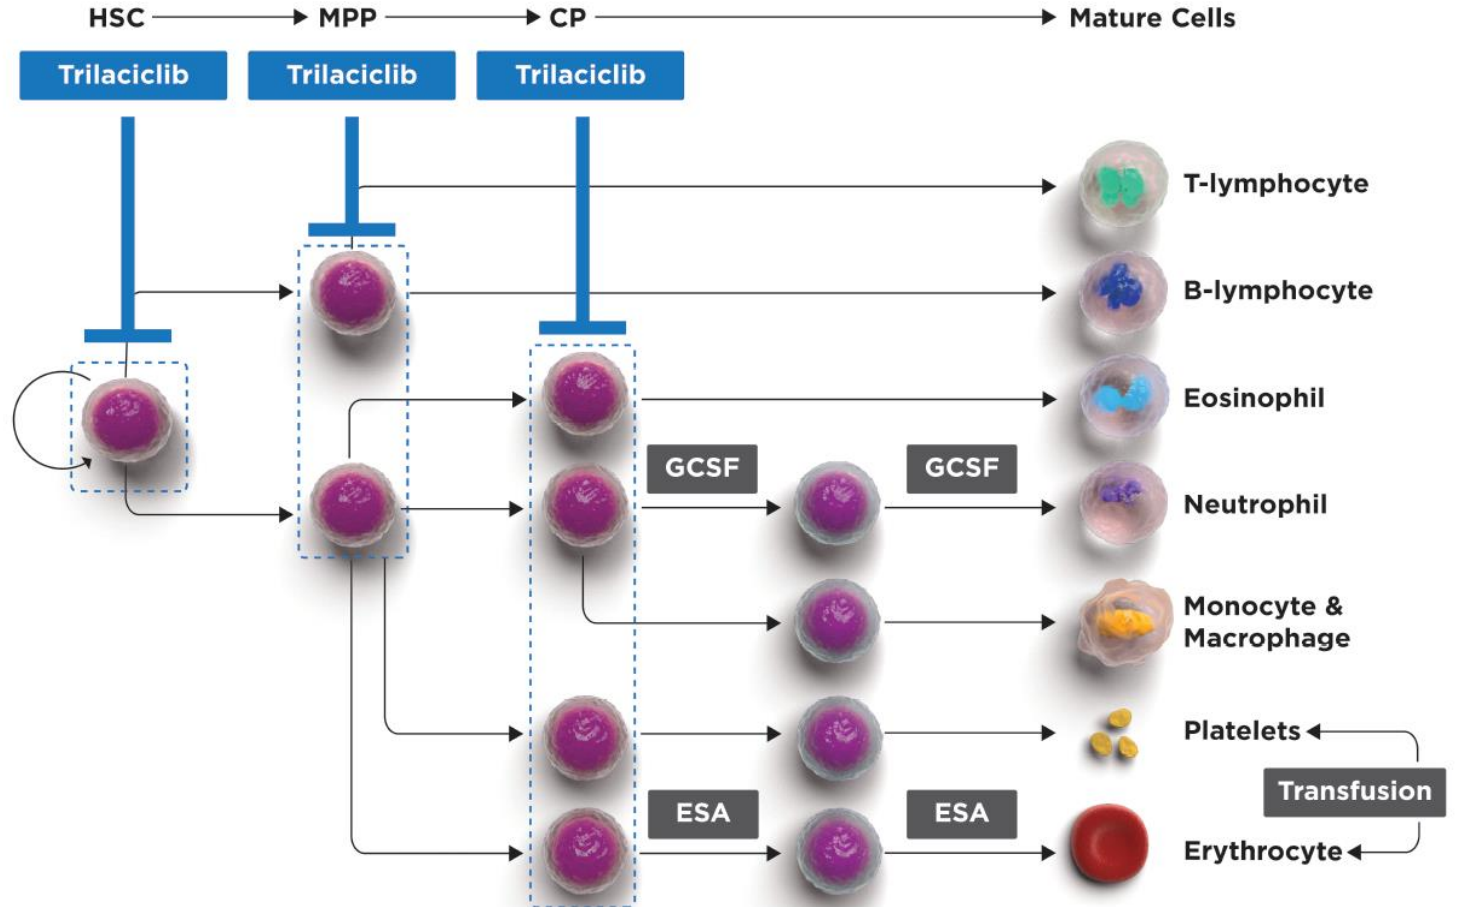 HSC MPP CP Mature Cells
Trilaciclib Trilaciclib Trilaciclib
T-lymphocyte
B-lymphocyte
Eosinophil
GCSF GCSF
Neutrophil
Monocyte &
Macrophage
Platelets
Transfusion
ESA ESA
Erythrocyte